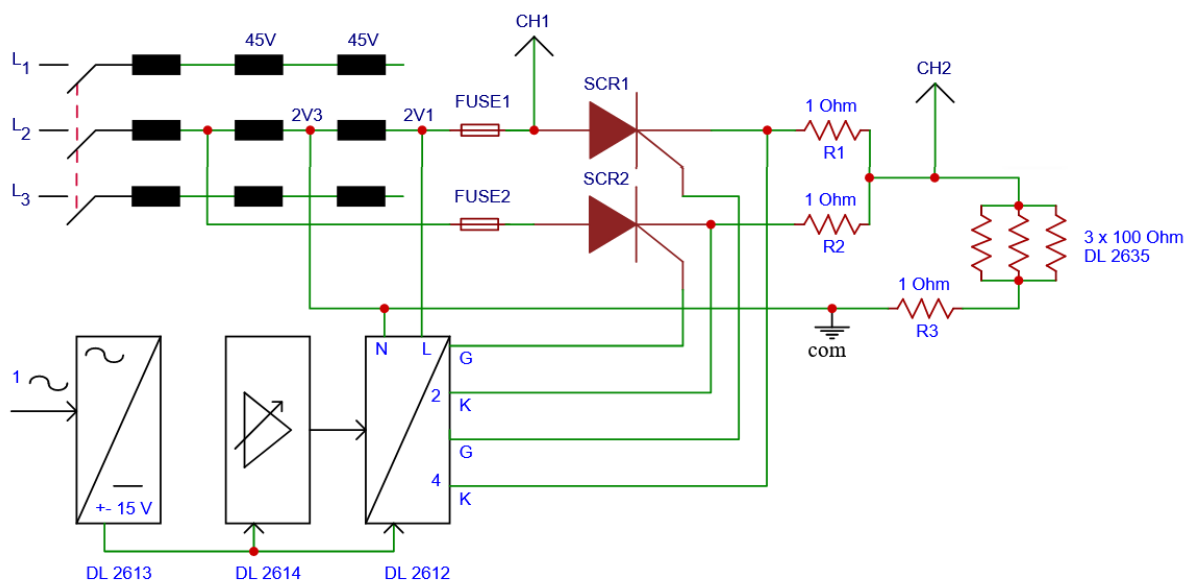 CH1
45V 45V
L1
SCR1
CH2
FUSE1
1 Ohm
L2
2V3
2V1
R1
SCR2
L3
FUSE2
1 Ohm
R2
3 x 100 Ohm
DL 2635
1 Ohm
R3
com
N L
G
1
2
K
G
4
K
+- 15 V
DL 2613 DL 2614 DL 2612